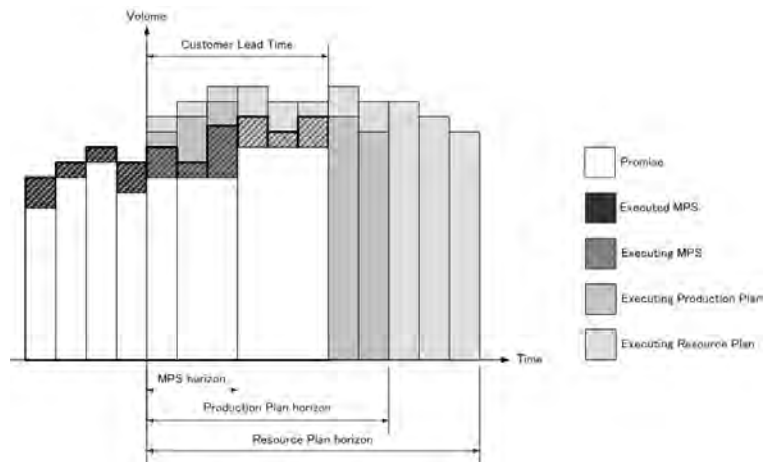 Volume
Customer Lead Time
Promise
Executed MPS
Executing MPS
Executing Production Plan
Executing Resource Plan
Time
MPS horizon
Production Plan horizon
Resource Plan horizon